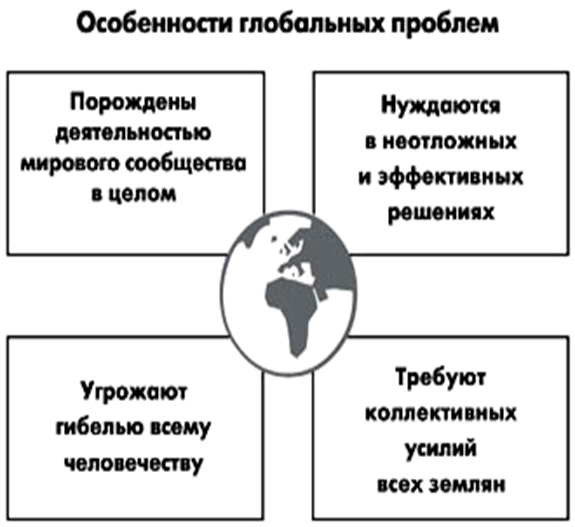 Особенности глобальных проблем
Порождены
деятельностью
мирового сообщества
в целом
Нуждаются
в неотложных
и эффективных
решениях
Угрожают
гибелью всему
человечеству
Требуют
коллективных
усилий
всех землян